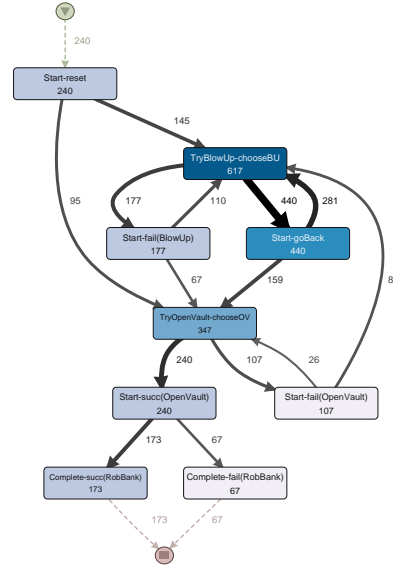 240
Start-reset
240
145
TryBlowUp-chooseBU
617
95
177
110
440
281
8
Start-fail(BlowUp)
177
Start-goBack
440
67
159
TryOpenVault-chooseOV
347
240
107
26
Start-succ(OpenVault)
240
Start-fail(OpenVault)
107
173
67
Complete-succ(RobBank)
173
Complete-fail(RobBank)
67
173
67